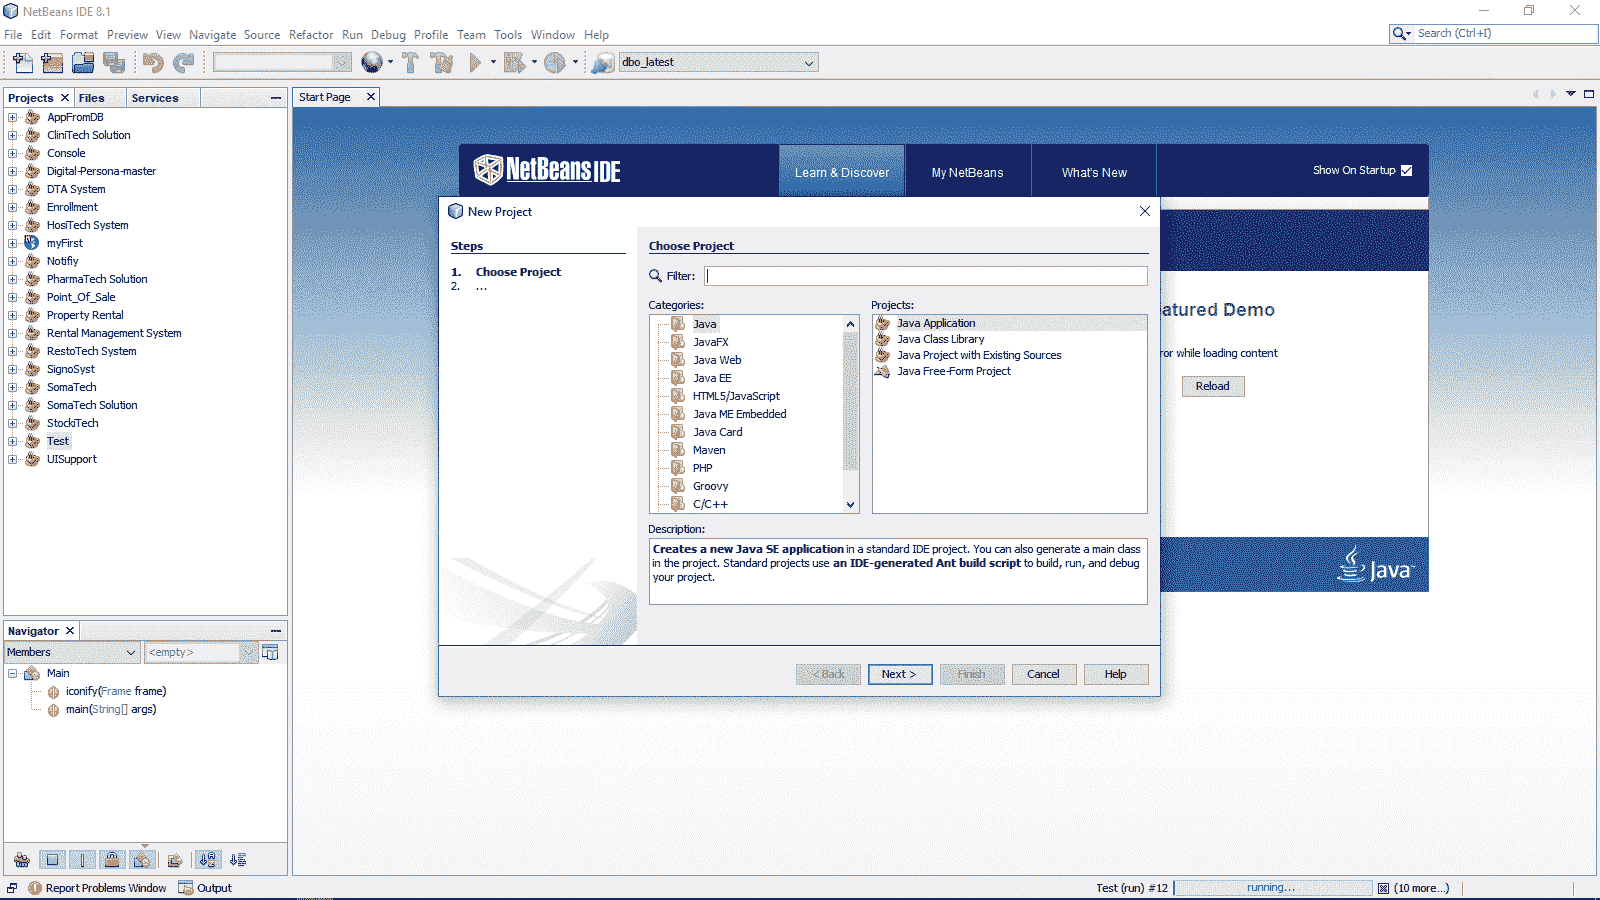 NetBeans IDE 8.1
File Edit Format Preview View Navigate Source Refactor Run Debug Profile Team Tools Window Help
Search (Ctrl+I)
dbo_latest
Projects Files Services
AppFromDB
CliniTech Solution
Console
Digital-Persona-master
DTA System
Enrollment
HosiTech System
myFirst
Notifiy
PharmaTech Solution
Point_Of_Sale
Property Rental
Rental Management System
RestoTech System
SignoSyst
SomaTech
SomaTech Solution
StockiTech
Test
UISupport
Navigator
Members <empty>
Main
iconify(Frame frame)
main(String[] args)
Start Page
NetBeans IDE
Learn & Discover My NetBeans What's New
Show On Startup
atured Demo
ror while loading content
Reload
Java
New Project
Steps
1. Choose Project
2. ...
Choose Project
Filter:
Categories:
Java
JavaFX
Java Web
Java EE
HTML5/JavaScript
Java ME Embedded
Java Card
Maven
PHP
Groovy
C/C++
Projects:
Java Application
Java Class Library
Java Project with Existing Sources
Java Free-Form Project
Description:
Creates a new Java SE application in a standard IDE project. You can also generate a main class
in the project. Standard projects use an IDE-generated Ant build script to build, run, and debug
your project.
< Back Next > Finish Cancel Help
Report Problems Window Output
Test (run) #12 running... (10 more...)